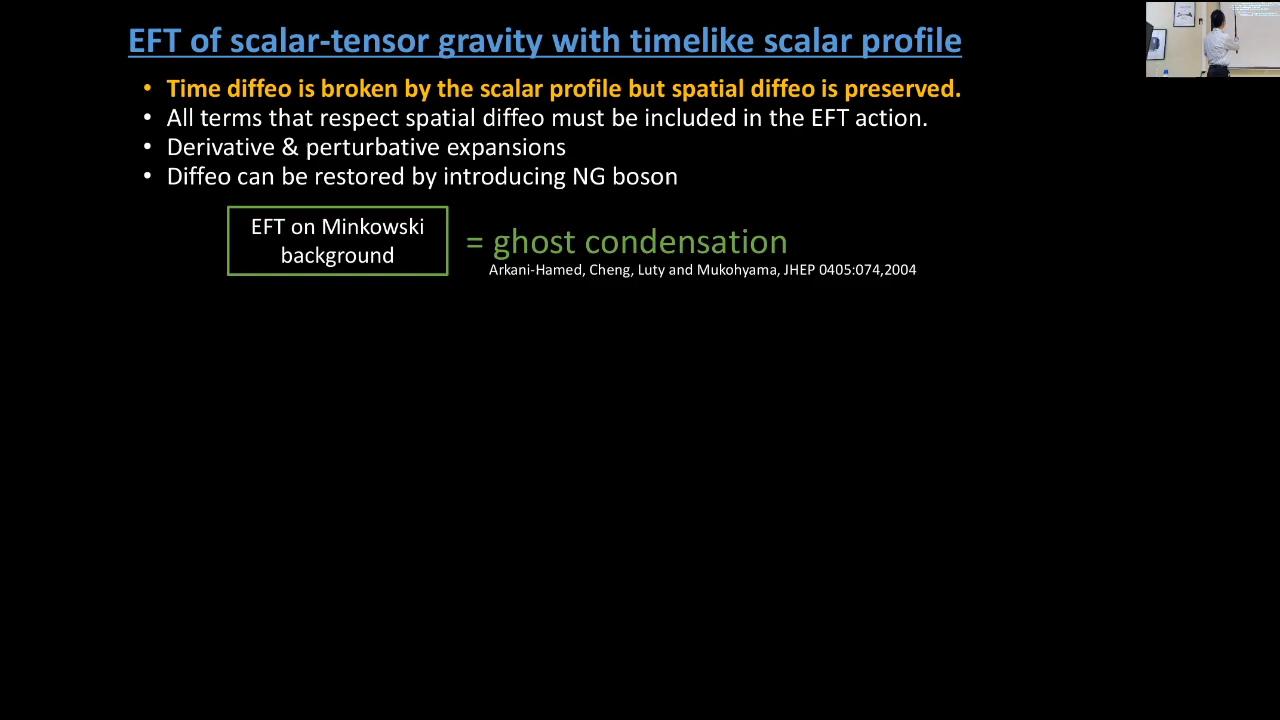 EFT of scalar-tensor gravity with timelike scalar profile
• Time diffeo is broken by the scalar profile but spatial diffeo is preserved.
• All terms that respect spatial diffeo must be included in the EFT action.
• Derivative & perturbative expansions
• Diffeo can be restored by introducing NG boson
EFT on Minkowski
background
= ghost condensation
Arkani-Hamed, Cheng, Luty and Mukohyama, JHEP 0405:074,2004